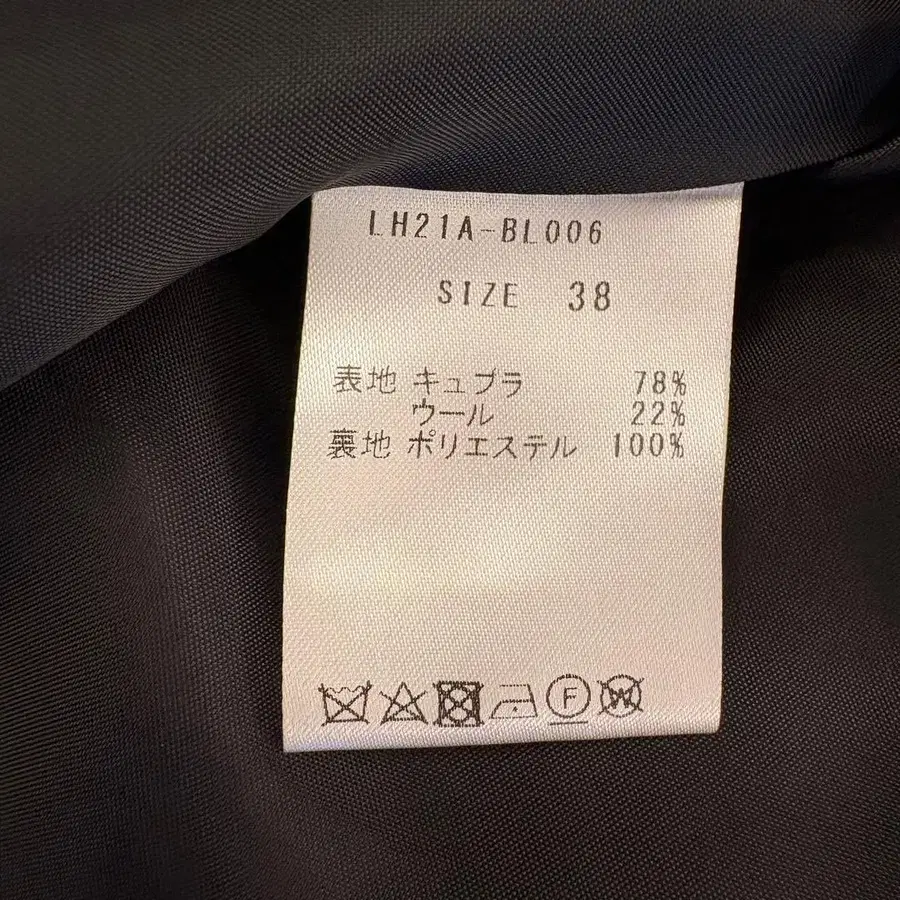 LH21A-BL006
SIZE 38
表地 キュプラ 78%
ウール 22%
裏地 ポリエステル 100%
F W